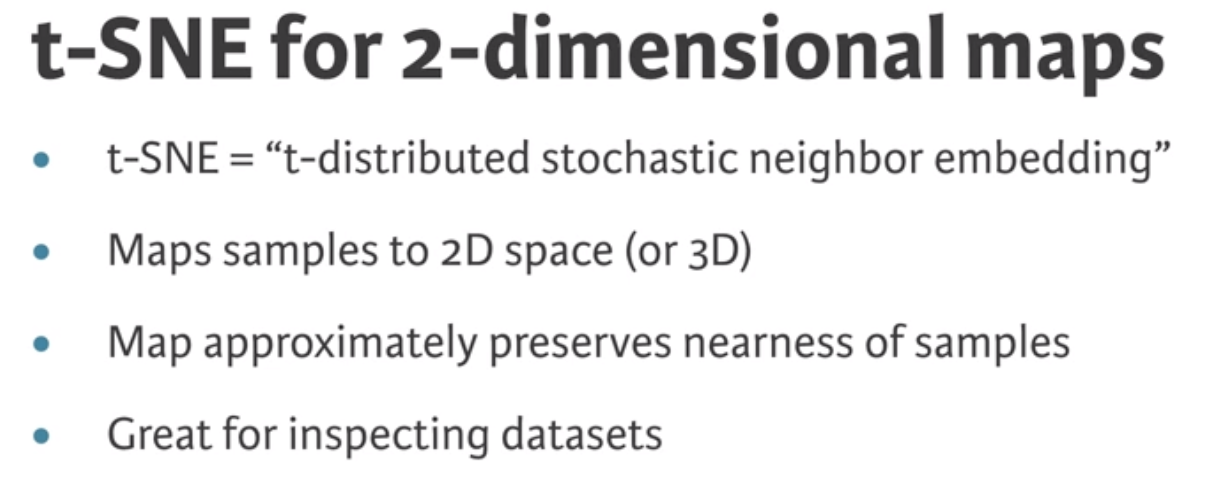 t-SNE for 2-dimensional maps
• t-SNE = “t-distributed stochastic neighbor embedding”
• Maps samples to 2D space (or 3D)
• Map approximately preserves nearness of samples
• Great for inspecting datasets